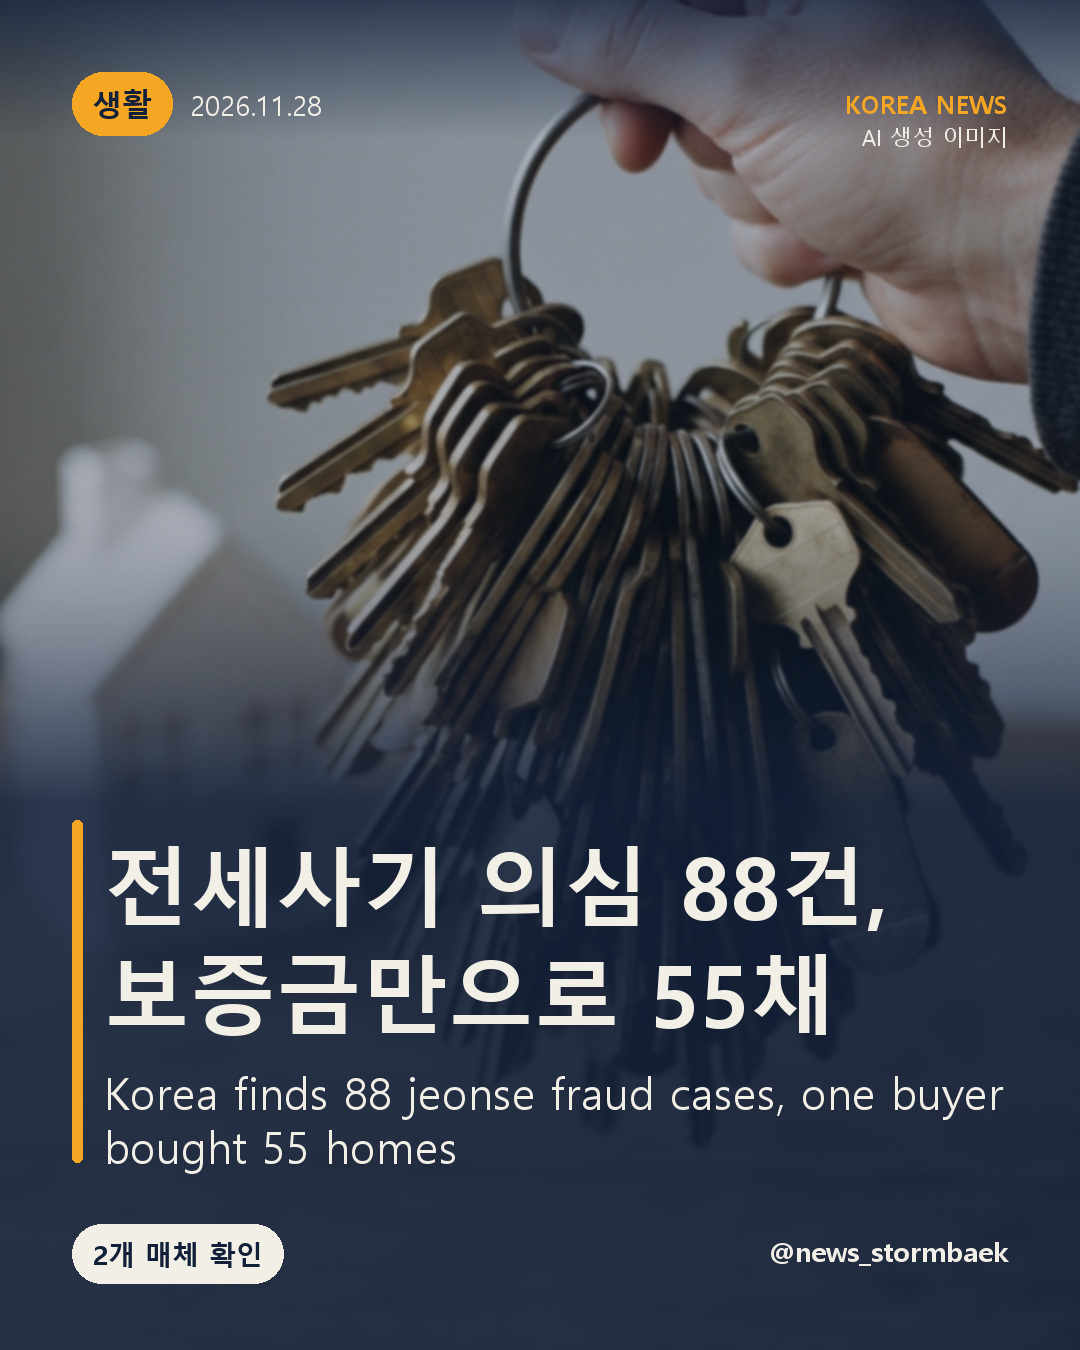 생활 2026.11.28
KOREA NEWS
AI 생성 이미지
전세사기 의심 88건,
보증금만으로 55채
Korea finds 88 jeonse fraud cases, one buyer
bought 55 homes
2개 매체 확인
@news_stormbaek